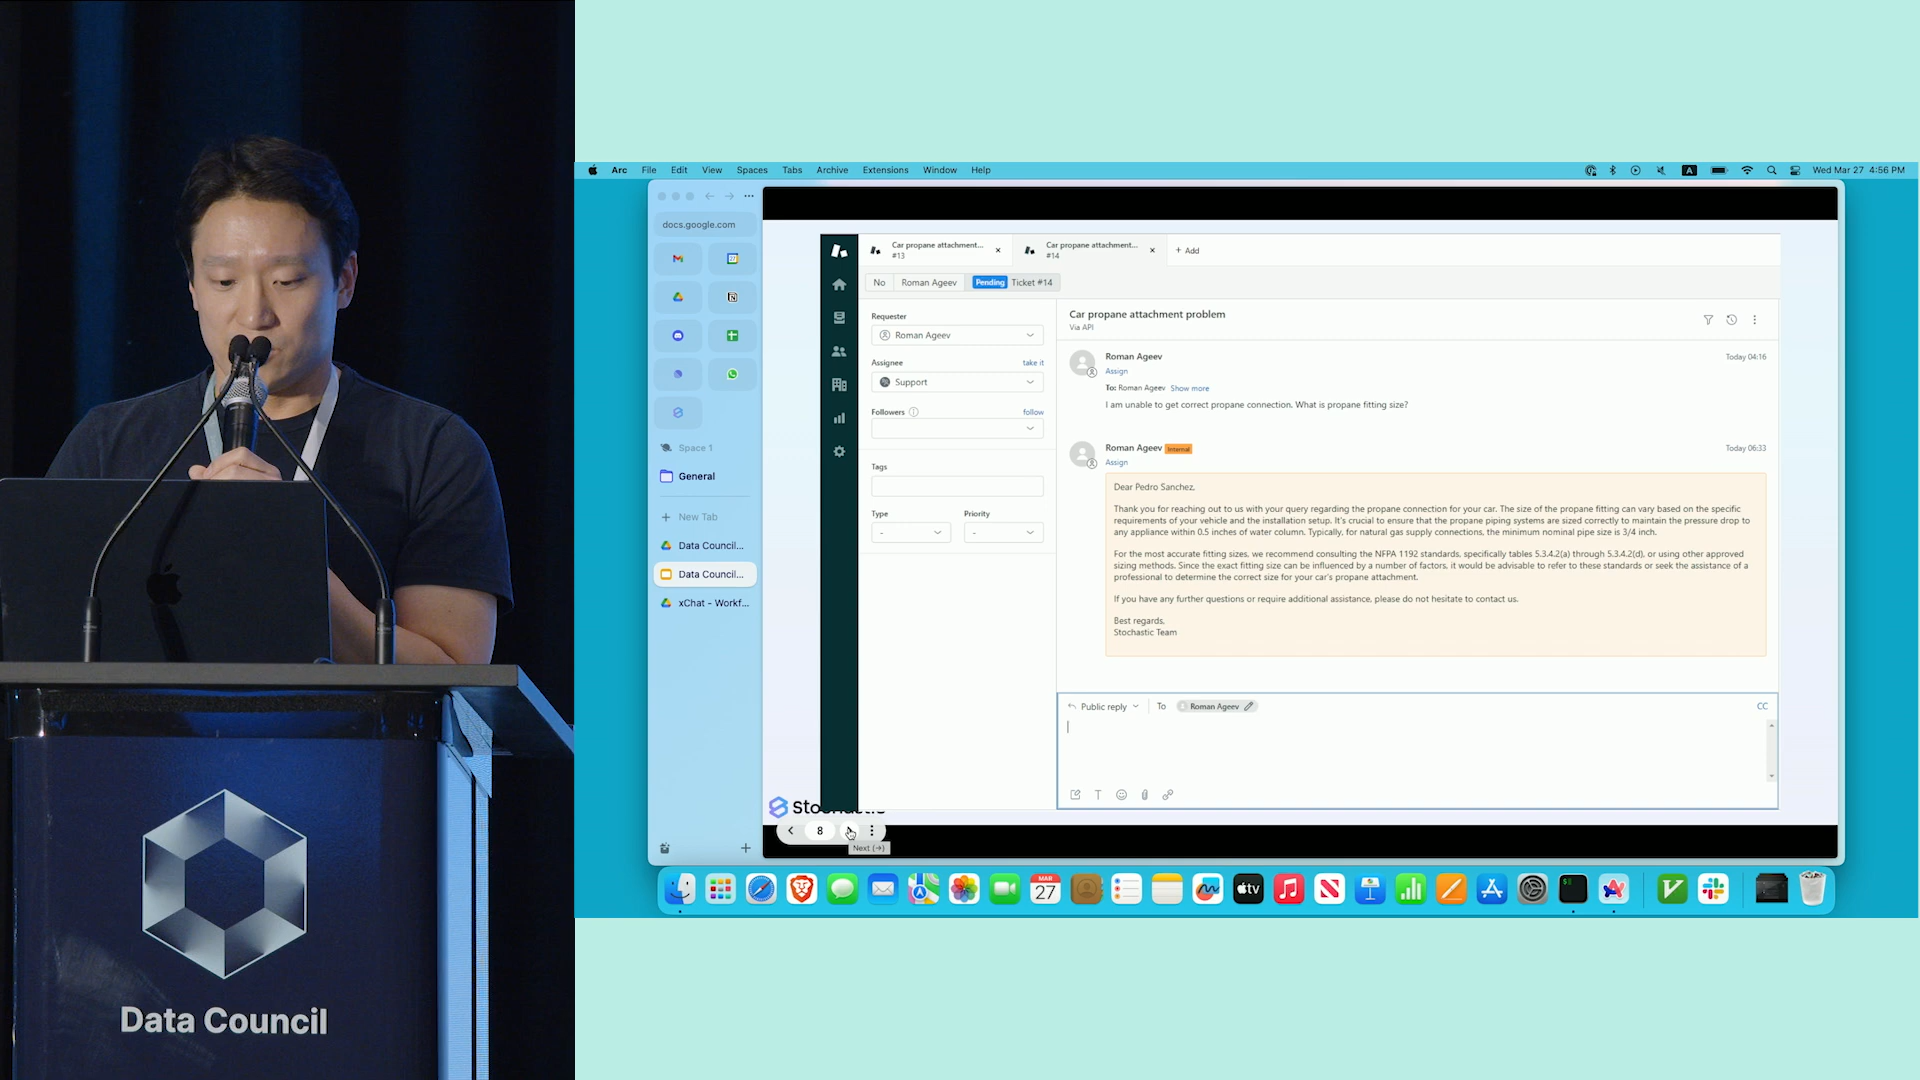 Data Council
Arc File Edit View Spaces Tabs Archive Extensions Window Help
A
Wed Mar 27 4:56 PM
docs.google.com
Space 1
General
New Tab
Data Council...
Data Council...
xChat - Workf...
Car propane attachment...
#13
Car propane attachment...
#14
+ Add
No
Roman Ageev
Pending Ticket #14
Requester
Roman Ageev
Assignee
take it
Support
Followers
follow
Tags
Type
Priority
-
-
Car propane attachment problem
Via API
Roman Ageev
Today 04:16
Assign
To: Roman Ageev Show more
I am unable to get correct propane connection. What is propane fitting size?
Roman Ageev Internal
Today 06:33
Assign
Dear Pedro Sanchez,
Thank you for reaching out to us with your query regarding the propane connection for your car. The size of the propane fitting can vary based on the specific
requirements of your vehicle and the installation setup. It's crucial to ensure that the propane piping systems are sized correctly to maintain the pressure drop to
any appliance within 0.5 inches of water column. Typically, for natural gas supply connections, the minimum nominal pipe size is 3/4 inch.
For the most accurate fitting sizes, we recommend consulting the NFPA 1192 standards, specifically tables 5.3.4.2(a) through 5.3.4.2(d), or using other approved
sizing methods. Since the exact fitting size can be influenced by a number of factors, it would be advisable to refer to these standards or seek the assistance of a
professional to determine the correct size for your car's propane attachment.
If you have any further questions or require additional assistance, please do not hesitate to contact us.
Best regards,
Stochastic Team
Public reply
To
Roman Ageev
CC
8
Next (→)
MAR
27
tv